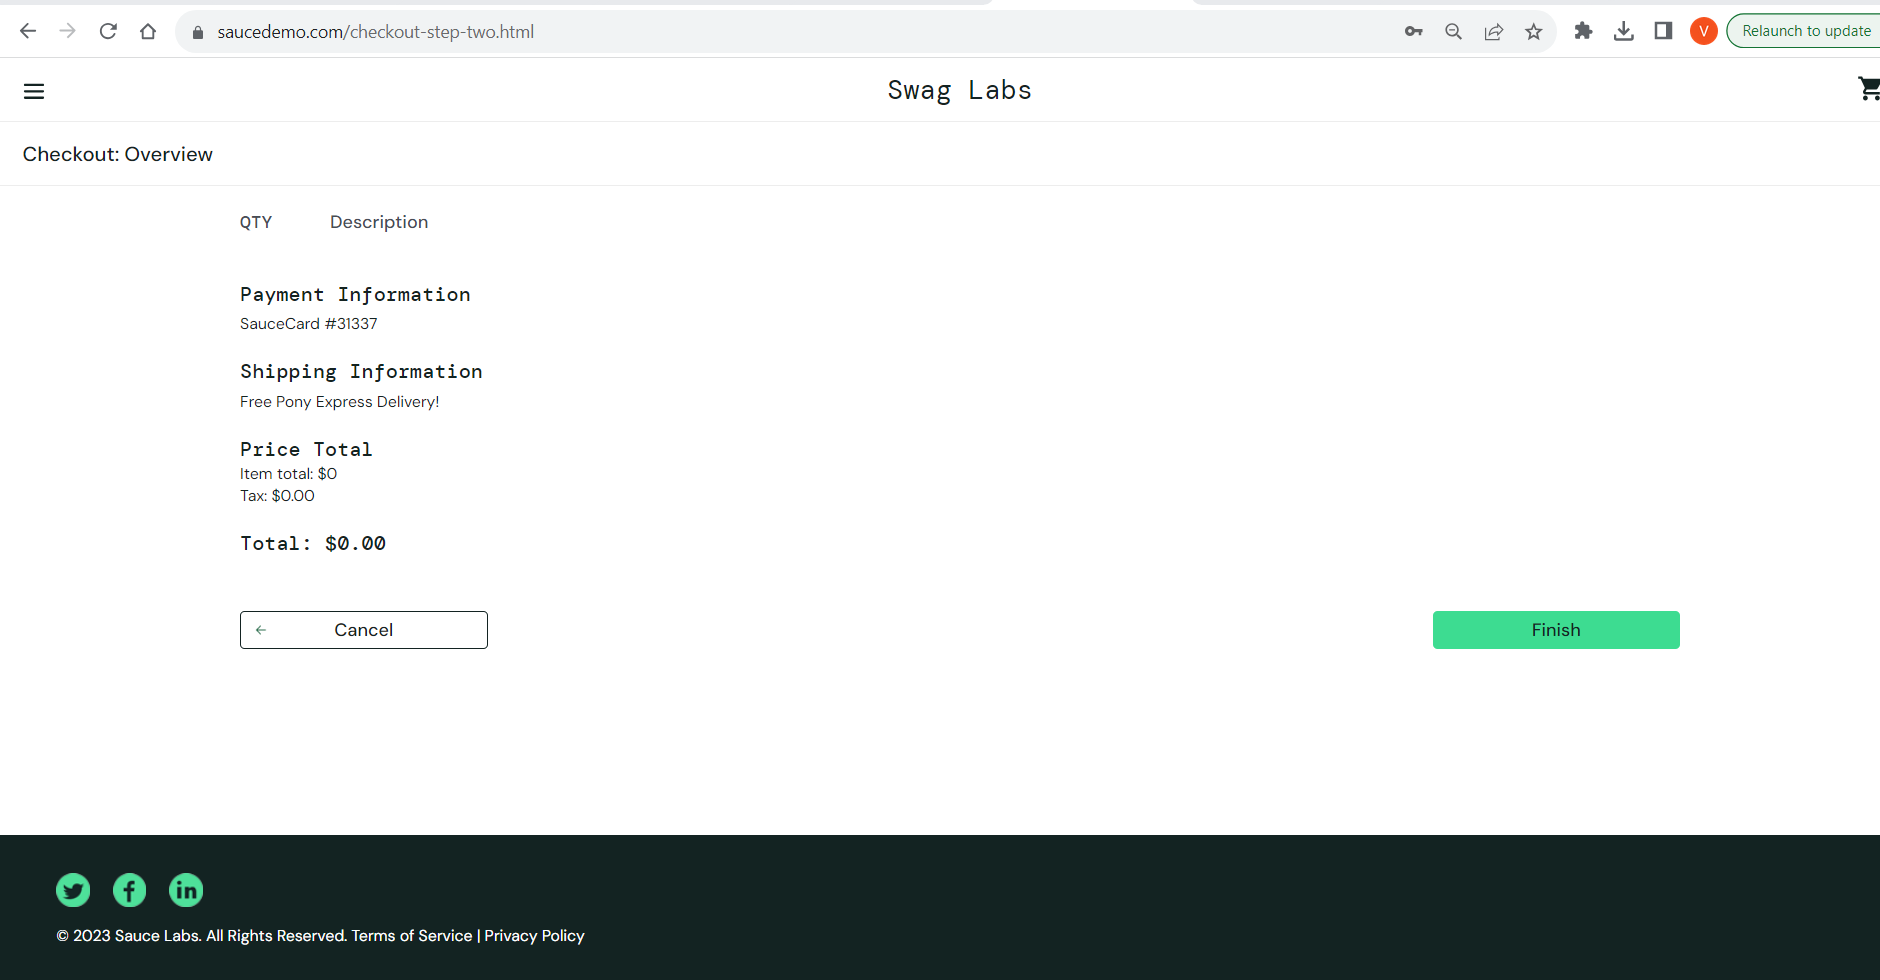 saucedemo.com/checkout-step-two.html
V
Relaunch to update
Swag Labs
Checkout: Overview
QTY Description
Payment Information
SauceCard #31337
Shipping Information
Free Pony Express Delivery!
Price Total
Item total: $0
Tax: $0.00
Total: $0.00
Cancel
Finish
© 2023 Sauce Labs. All Rights Reserved. Terms of Service | Privacy Policy